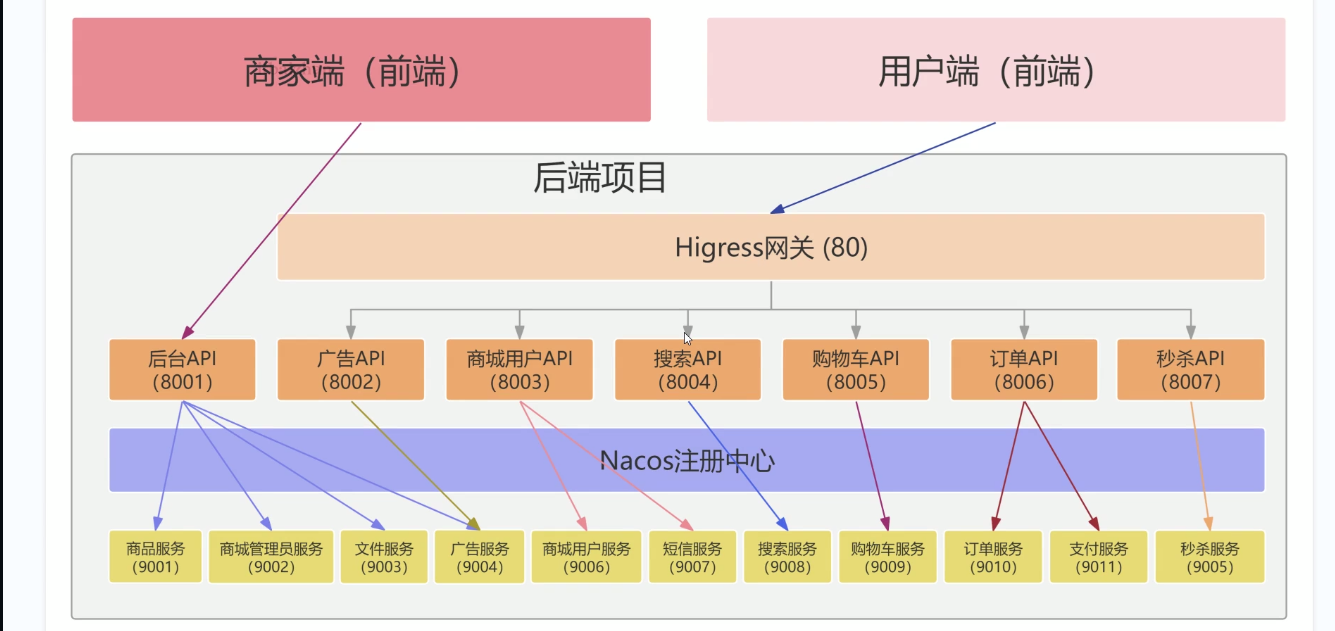 商家端（前端）
用户端（前端）
后端项目
Higress网关 (80)
后台API
（8001）
广告API
（8002）
商城用户API
（8003）
搜索API
（8004）
购物车API
（8005）
订单API
（8006）
秒杀API
（8007）
Nacos注册中心
商品服务
（9001）
商城管理员服务
（9002）
文件服务
（9003）
广告服务
（9004）
商城用户服务
（9006）
短信服务
（9007）
搜索服务
（9008）
购物车服务
（9009）
订单服务
（9010）
支付服务
（9011）
秒杀服务
（9005）